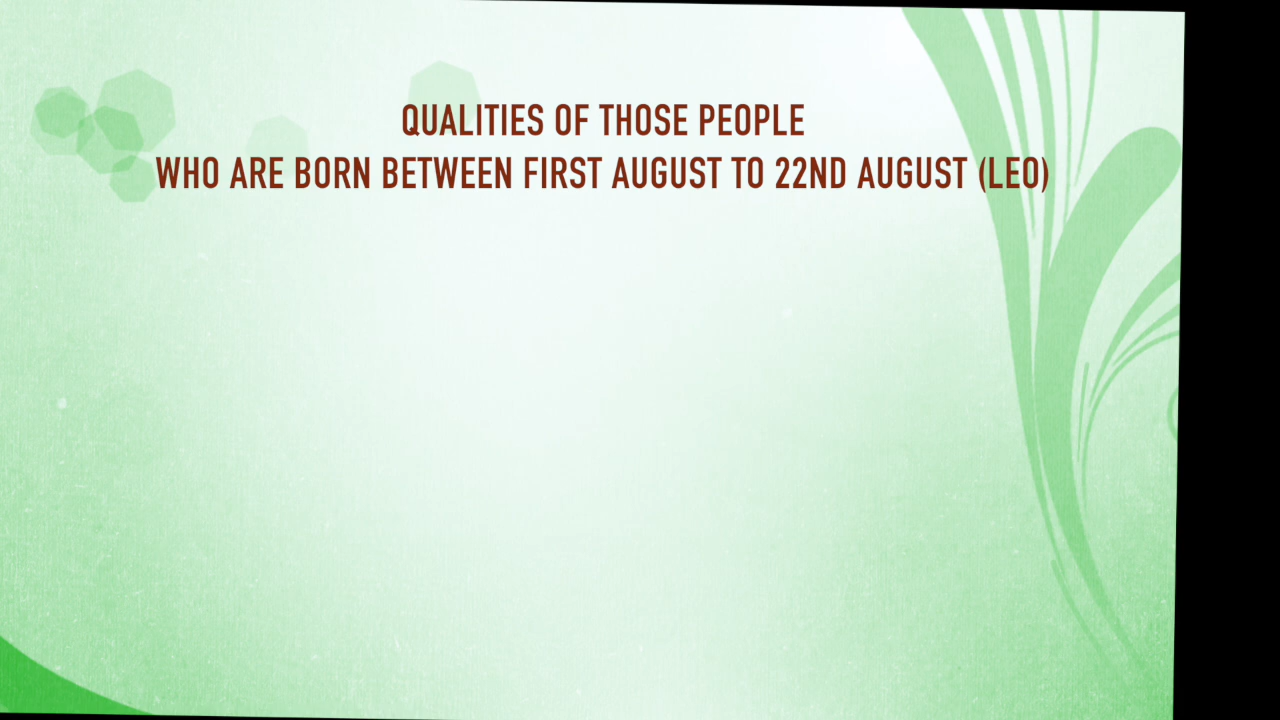 QUALITIES OF THOSE PEOPLE
WHO ARE BORN BETWEEN FIRST AUGUST TO 22ND AUGUST (LEO)